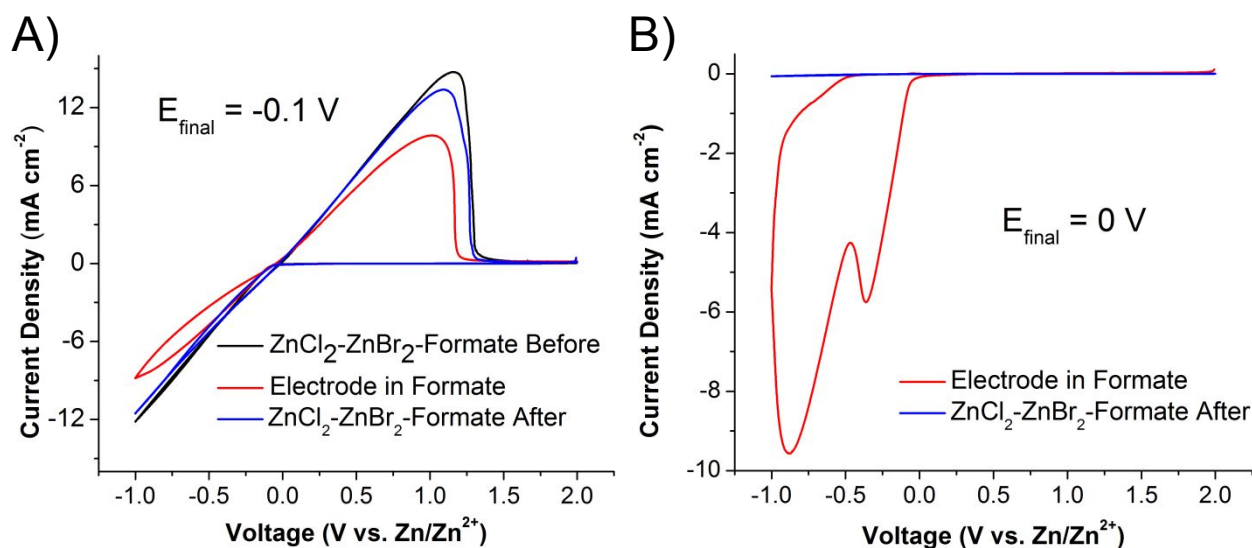 A)
12
6
0
-6
-12
-1.0 -0.5 0.0 0.5 1.0 1.5 2.0
Current Density (mA cm⁻²)
Voltage (V vs. Zn/Zn²⁺)
E_final = -0.1 V
ZnCl₂-ZnBr₂-Formate Before
Electrode in Formate
ZnCl₂-ZnBr₂-Formate After
B)
0
-2
-4
-6
-8
-10
-1.0 -0.5 0.0 0.5 1.0 1.5 2.0
Current Density (mA cm⁻²)
Voltage (V vs. Zn/Zn²⁺)
E_final = 0 V
Electrode in Formate
ZnCl₂-ZnBr₂-Formate After